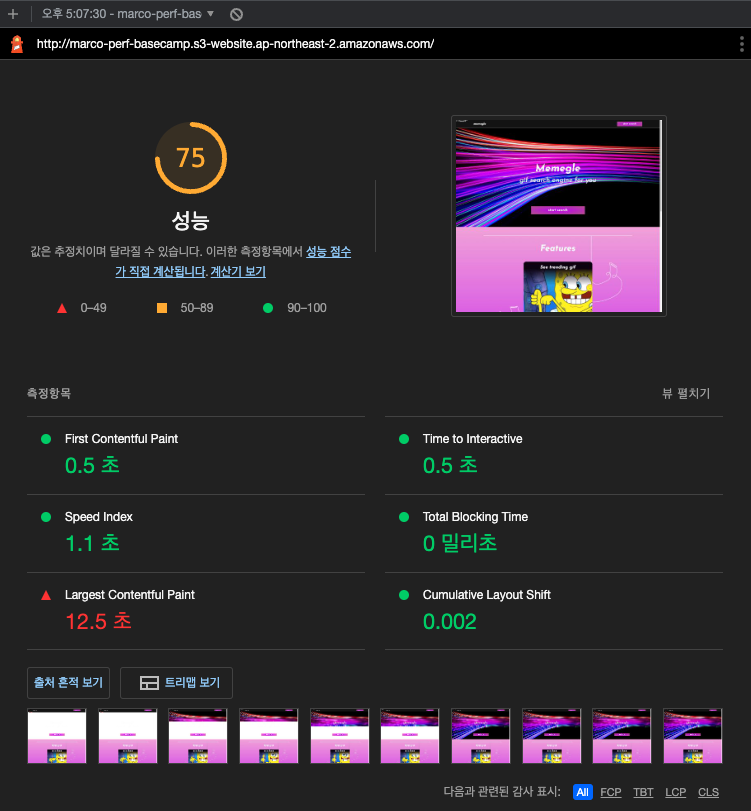 오후 5:07:30 - marco-perf-bas
http://marco-perf-basecamp.s3-website.ap-northeast-2.amazonaws.com/
75
성능
값은 추정치이며 달라질 수 있습니다. 이러한 측정항목에서 성능 점수
가 직접 계산됩니다. 계산기 보기
0–49 50–89 90–100
memegle
Memegle
gif search engine for you
start search
Features
See trending gif
측정항목 뷰 펼치기
First Contentful Paint
0.5 초
Time to Interactive
0.5 초
Speed Index
1.1 초
Total Blocking Time
0 밀리초
Largest Contentful Paint
12.5 초
Cumulative Layout Shift
0.002
출처 흔적 보기 트리맵 보기
다음과 관련된 감사 표시: All FCP TBT LCP CLS